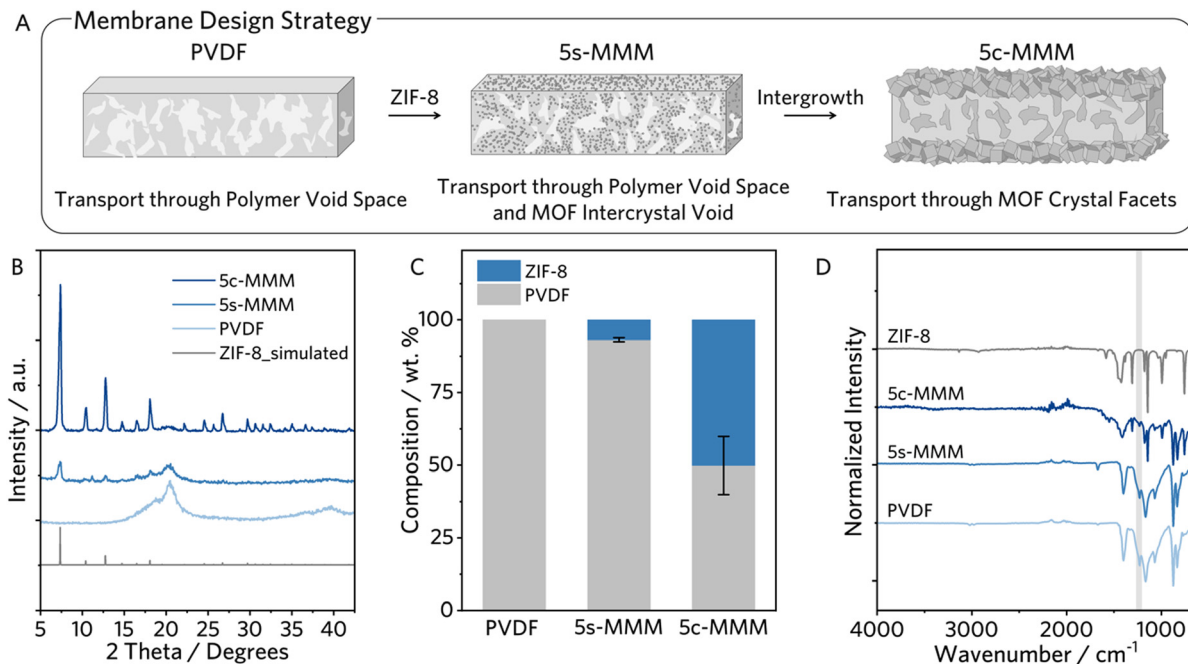 A
Membrane Design Strategy
PVDF
5s-MMM
5c-MMM
ZIF-8
Intergrowth
Transport through Polymer Void Space
Transport through Polymer Void Space
and MOF Intercrystal Void
Transport through MOF Crystal Facets
B
5c-MMM
5s-MMM
PVDF
ZIF-8_simulated
Intensity / a.u.
5 10 15 20 25 30 35 40
2 Theta / Degrees
C
ZIF-8
PVDF
Composition / wt. %
100
75
50
25
0
PVDF 5s-MMM 5c-MMM
D
Normalized Intensity
ZIF-8
5c-MMM
5s-MMM
PVDF
4000 3000 2000 1000
Wavenumber / cm⁻¹